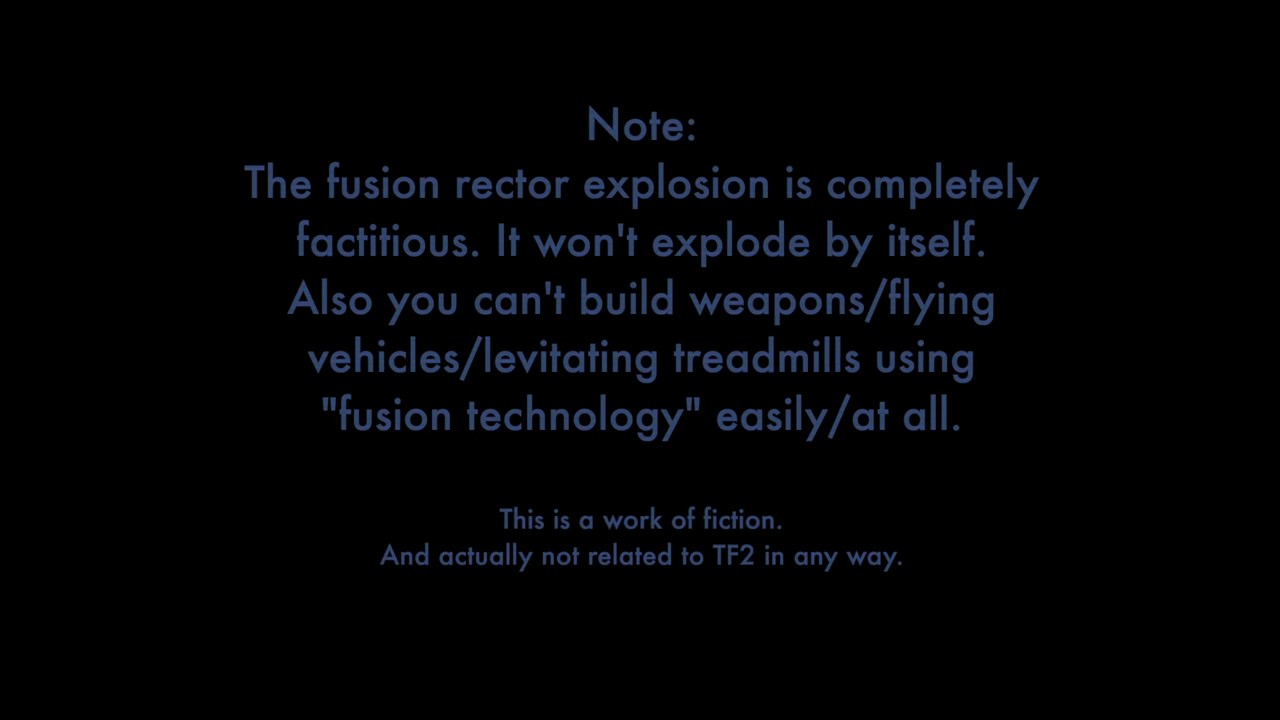 Note:
The fusion rector explosion is completely
factitious. It won't explode by itself.
Also you can't build weapons/flying
vehicles/levitating treadmills using
"fusion technology" easily/at all.
This is a work of fiction.
And actually not related to TF2 in any way.